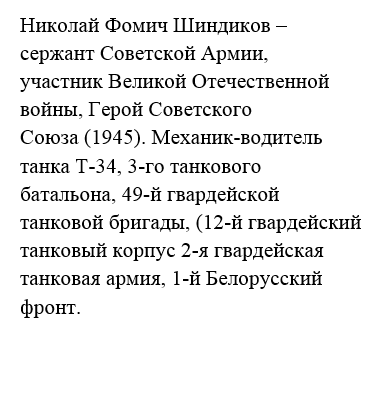 Николай Фомич Шиндиков –
сержант Советской Армии,
участник Великой Отечественной
войны, Герой Советского
Союза (1945). Механик-водитель
танка Т-34, 3-го танкового
батальона, 49-й гвардейской
танковой бригады, (12-й гвардейский
танковый корпус 2-я гвардейская
танковая армия, 1-й Белорусский
фронт.